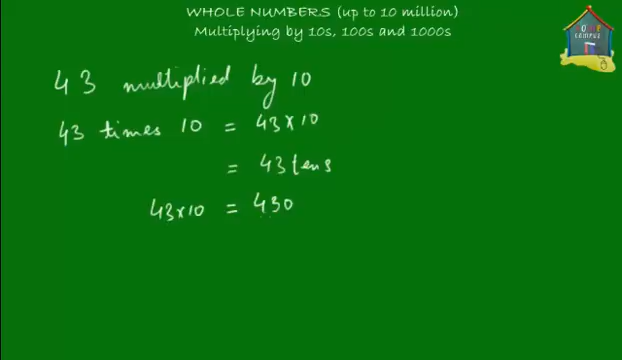 WHOLE NUMBERS (up to 10 million)
Multiplying by 10s, 100s and 1000s
43 multiplied by 10
43 times 10 = 43 x 10
= 43 tens
43 x 10 = 430